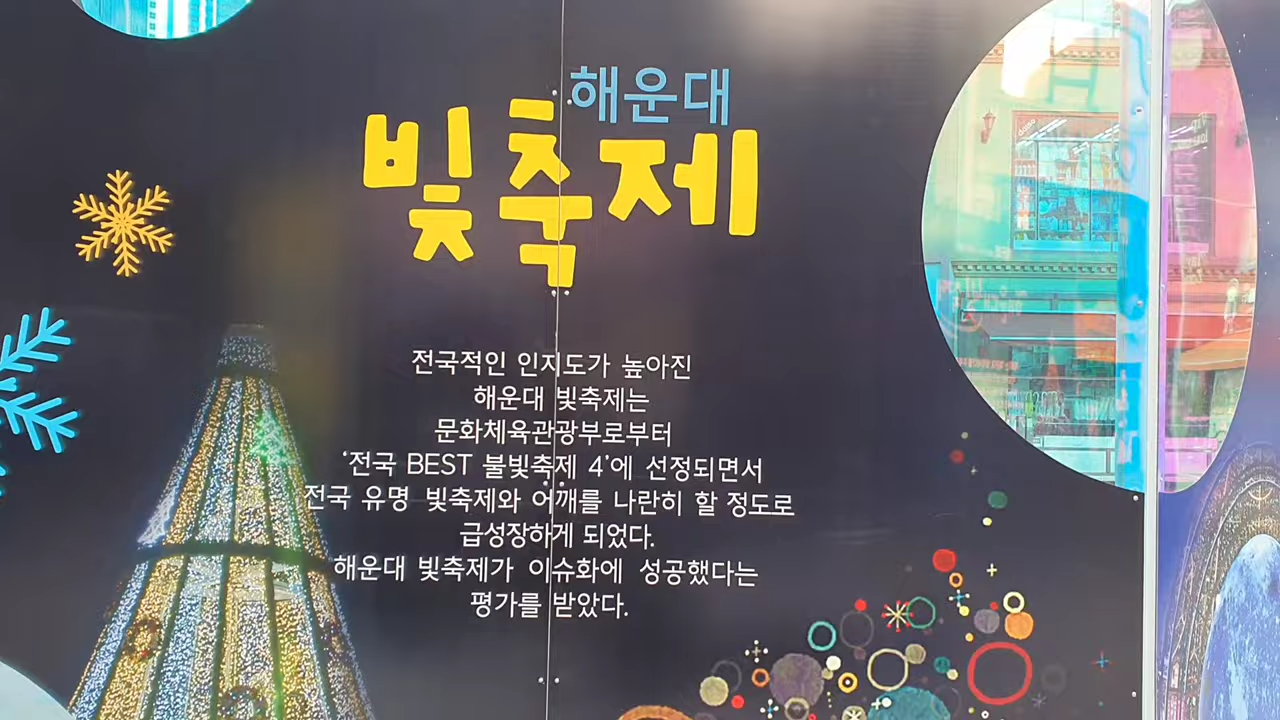 해운대
빛축제
전국적인 인지도가 높아진
해운대 빛축제는
문화체육관광부로부터
‘전국 BEST 불빛축제 4’에 선정되면서
전국 유명 빛축제와 어깨를 나란히 할 정도로
급성장하게 되었다.
해운대 빛축제가 이슈화에 성공했다는
평가를 받았다.